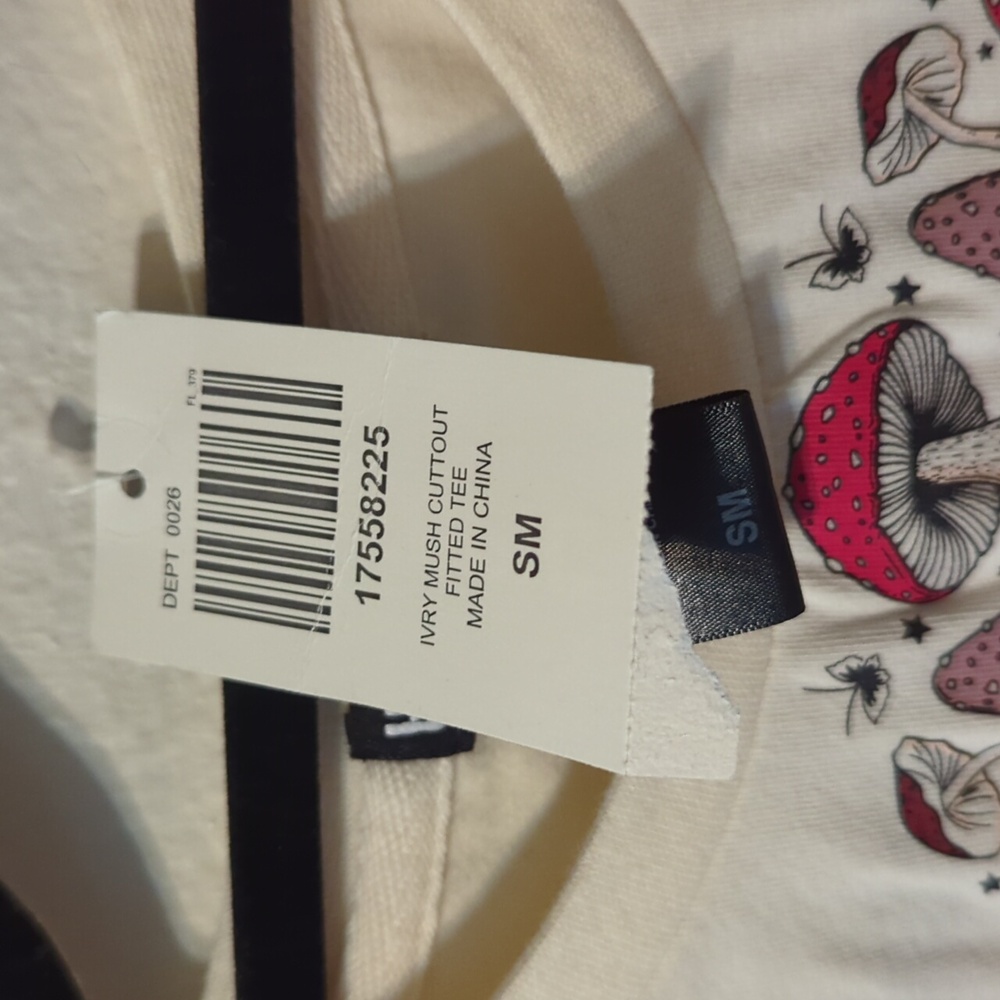 FL 379
DEPT 0026
17558225
IVRY MUSH CUTTOUT
FITTED TEE
MADE IN CHINA
SM
SM